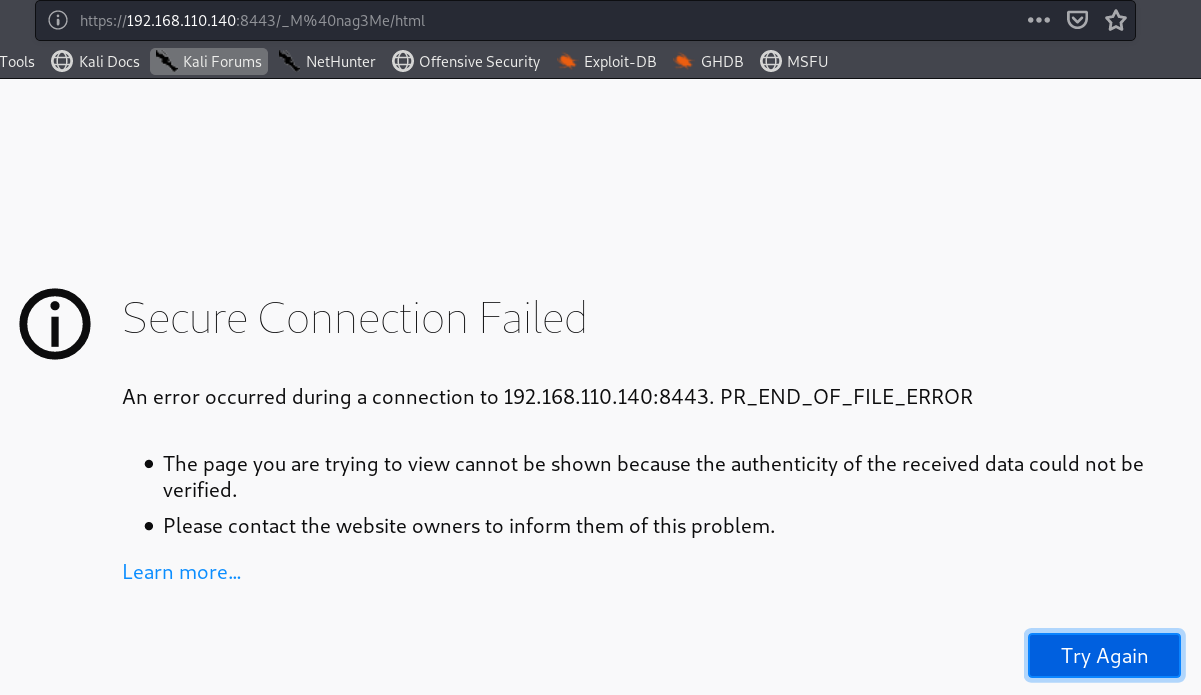 https://192.168.110.140:8443/_M%40nag3Me/html
Tools Kali Docs Kali Forums NetHunter Offensive Security Exploit-DB GHDB MSFU
Secure Connection Failed
An error occurred during a connection to 192.168.110.140:8443. PR_END_OF_FILE_ERROR
The page you are trying to view cannot be shown because the authenticity of the received data could not be
verified.
Please contact the website owners to inform them of this problem.
Learn more...
Try Again